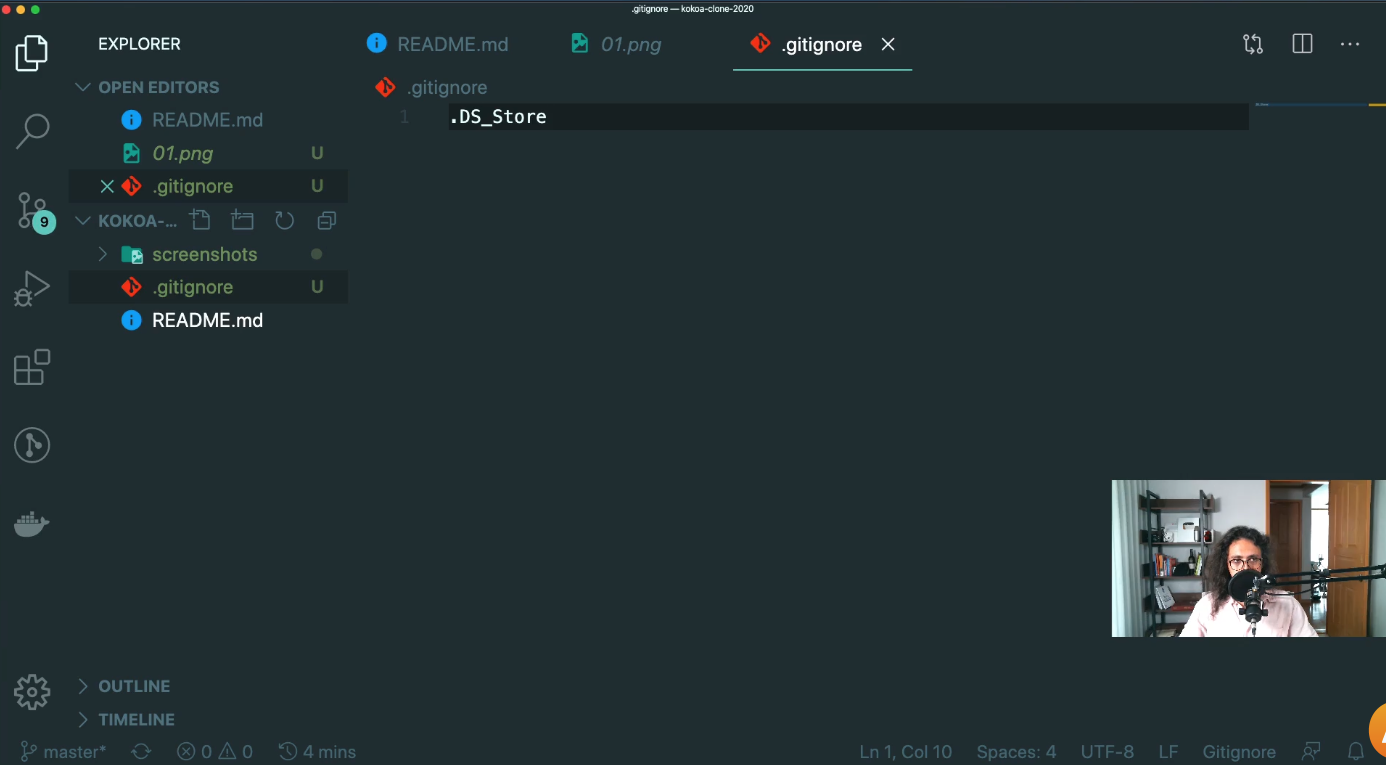 .gitignore — kokoa-clone-2020
EXPLORER
README.md
01.png
.gitignore
OPEN EDITORS
README.md
01.png U
.gitignore U
KOKOA-...
screenshots
.gitignore U
README.md
9
.gitignore
1 .DS_Store
OUTLINE
TIMELINE
master* 0 0 4 mins Ln 1, Col 10 Spaces: 4 UTF-8 LF Gitignore